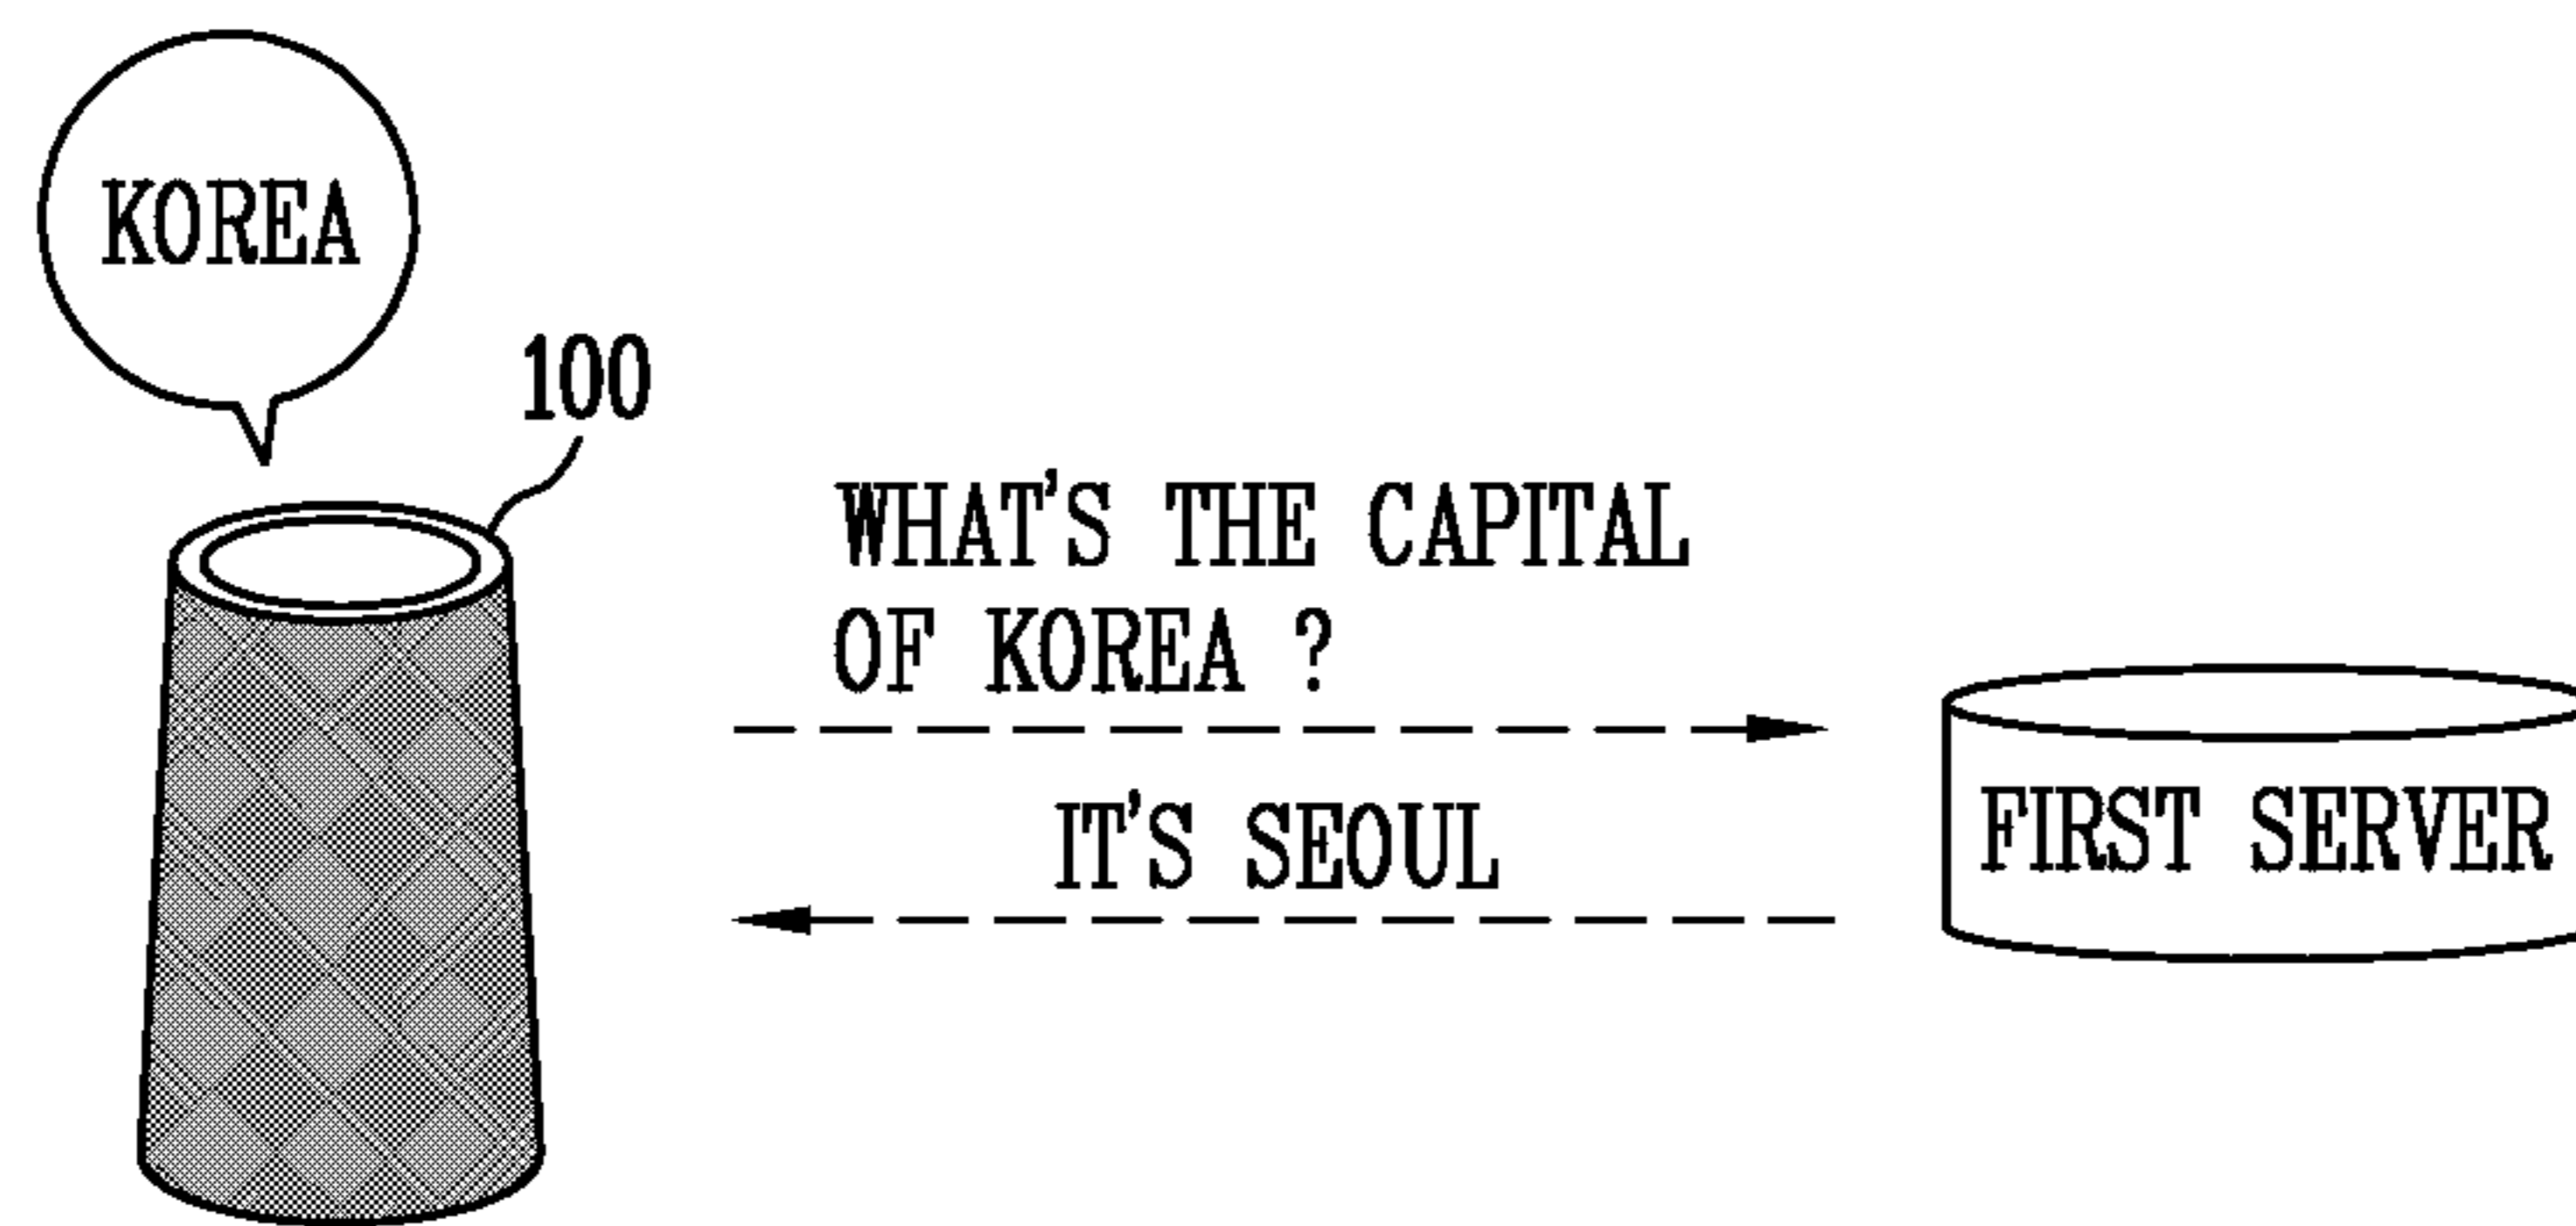 KOREA
100
WHAT'S THE CAPITAL
OF KOREA ?
IT'S SEOUL
FIRST SERVER